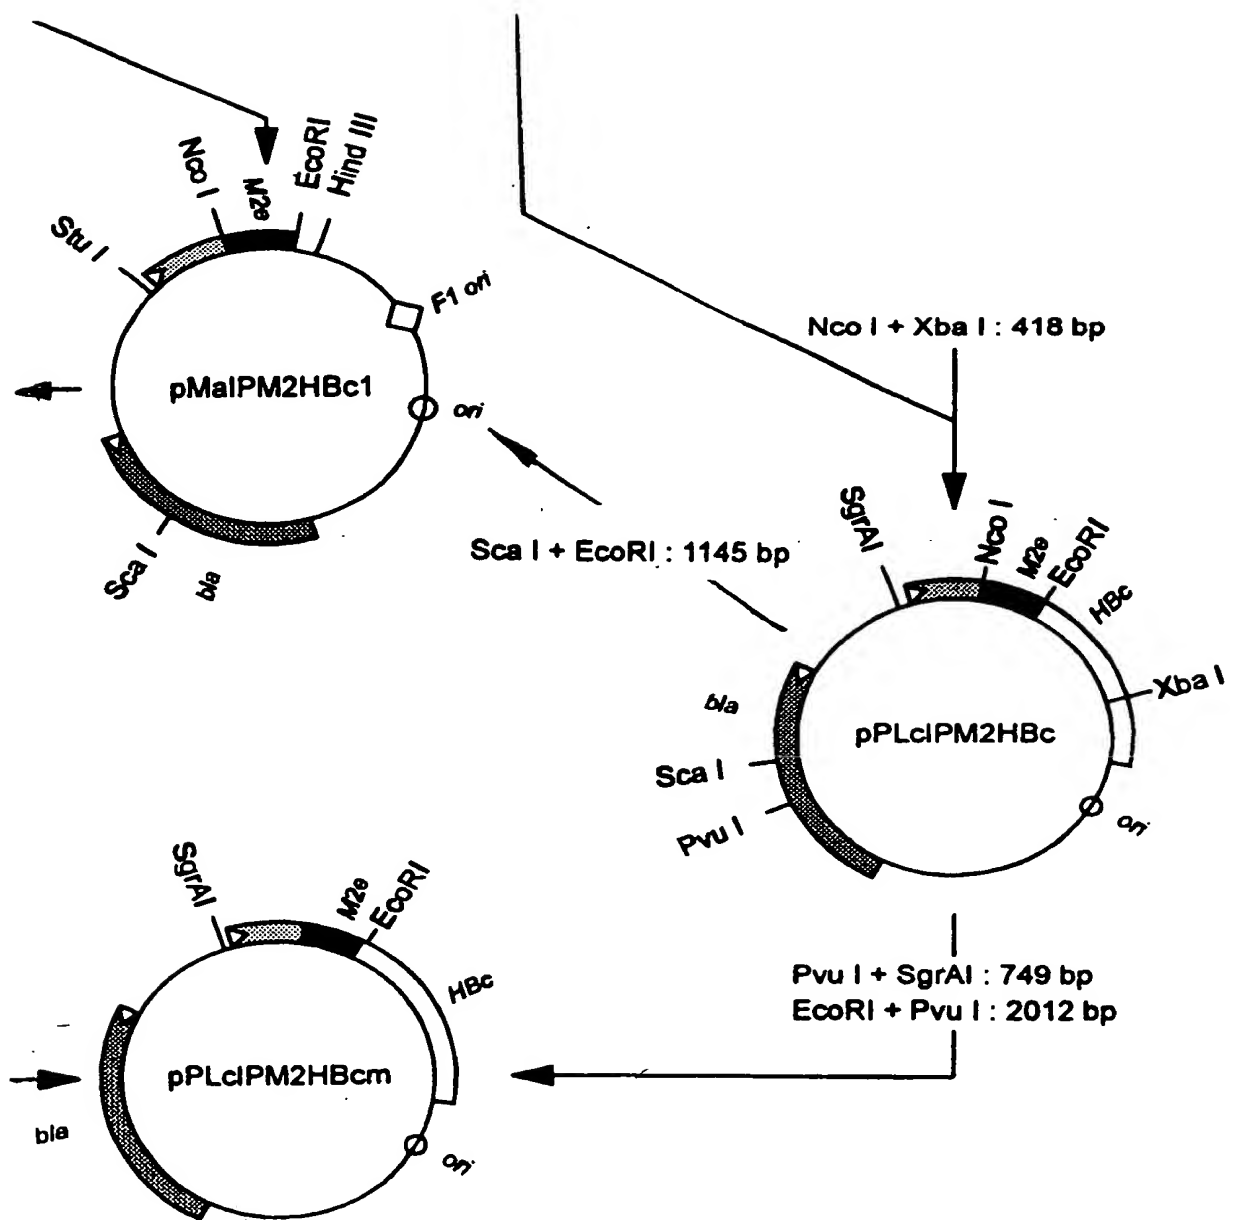 Nco I
M2e
EcoRI
Hind III
Stu I
F1 ori
pMalPM2HBc1
ori
Sca I
bla
Nco I + Xba I : 418 bp
Sca I + EcoRI : 1145 bp
SgrAI
Nco I
M2e
EcoRI
HBc
Xba I
bla
pPLcIPM2HBc
Sca I
Pvu I
ori
SgrAI
M2e
EcoRI
HBc
Pvu I + SgrAI : 749 bp
EcoRI + Pvu I : 2012 bp
pPLcIPM2HBcm
bla
ori